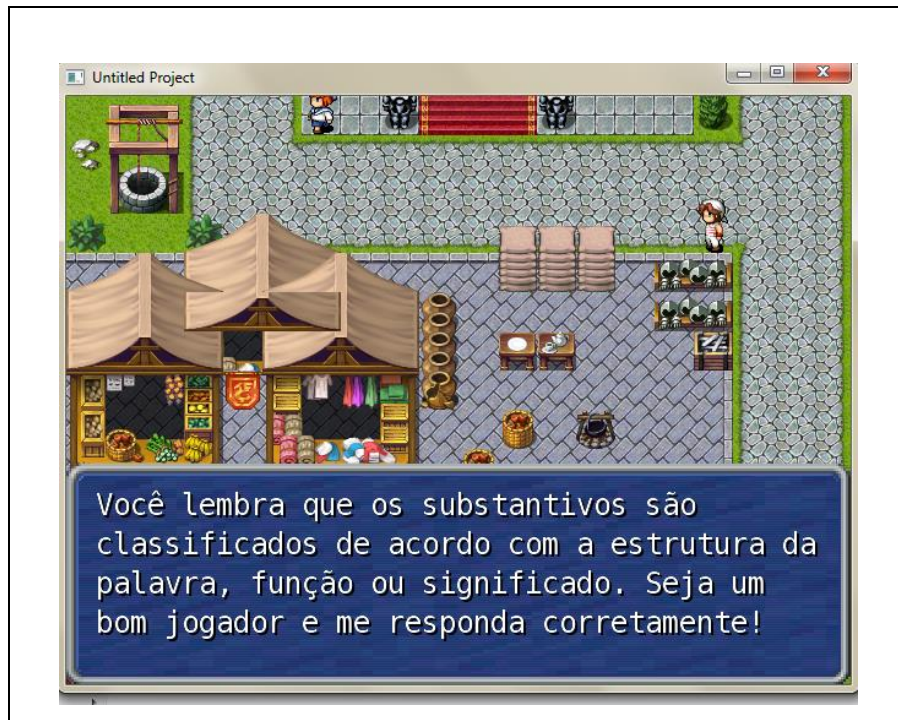 Untitled Project
Você lembra que os substantivos são
classificados de acordo com a estrutura da
palavra, função ou significado. Seja um
bom jogador e me responda corretamente!